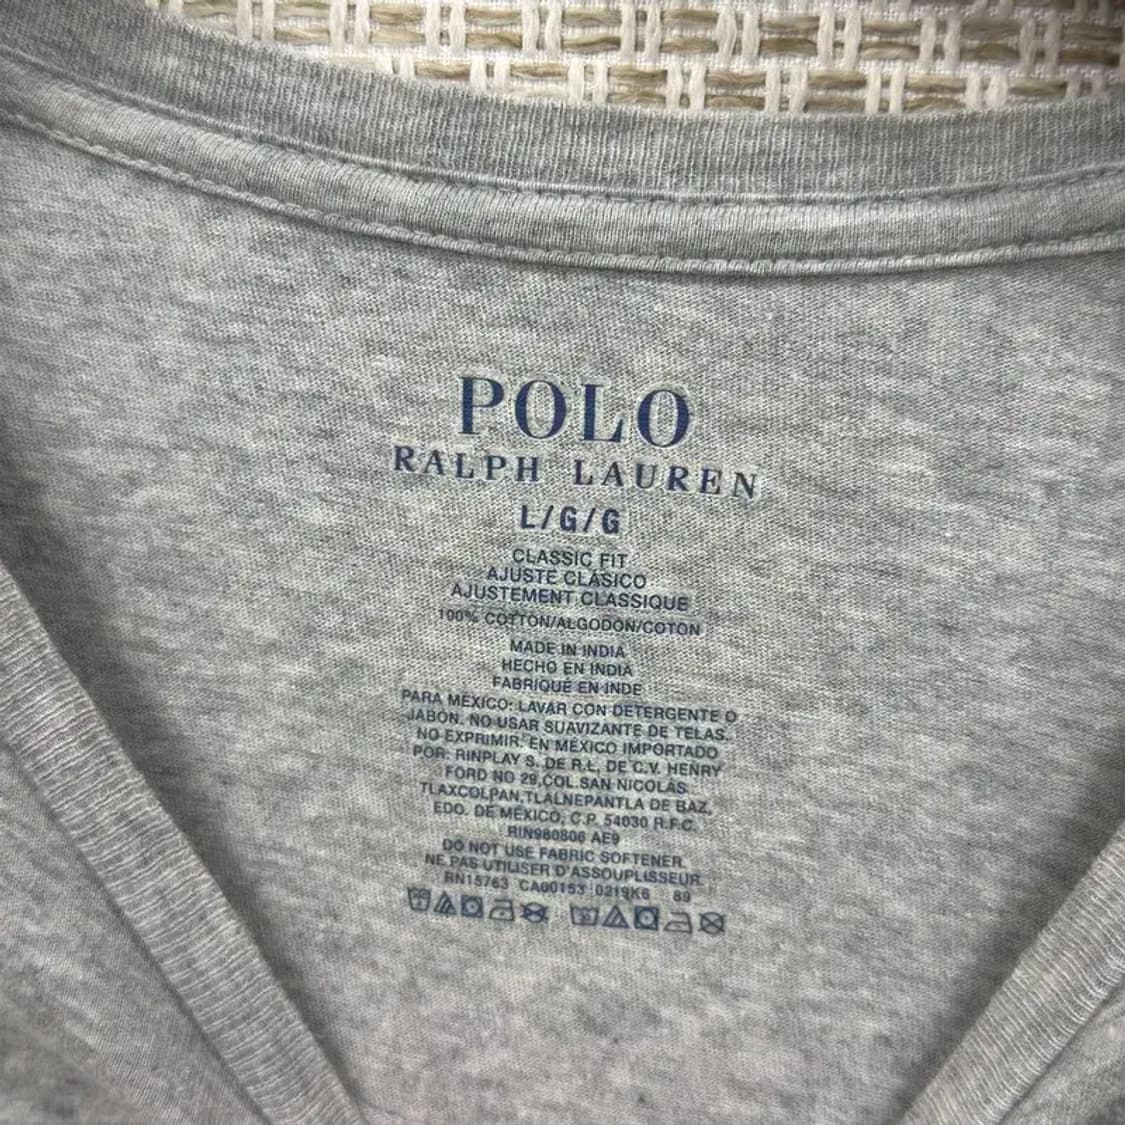 POLO
RALPH LAUREN
L/G/G
CLASSIC FIT
AJUSTE CLÁSICO
AJUSTEMENT CLASSIQUE
100% COTTON/ALGODÓN/COTON
MADE IN INDIA
HECHO EN INDIA
FABRIQUÉ EN INDE
PARA MÉXICO: LAVAR CON DETERGENTE O
JABÓN. NO USAR SUAVIZANTE DE TELAS.
NO EXPRIMIR. EN MÉXICO IMPORTADO
POR: RINPLAY S. DE R.L. DE C.V. HENRY
FORD NO 29,COL.SAN NICOLÁS
TLAXCOLPAN,TLALNEPANTLA DE BAZ,
EDO. DE MÉXICO, C.P. 54030 R.F.C.
RIN980806 AE9
DO NOT USE FABRIC SOFTENER.
NE PAS UTILISER D'ASSOUPLISSEUR.
RN15763 CA00153 0219K6 89